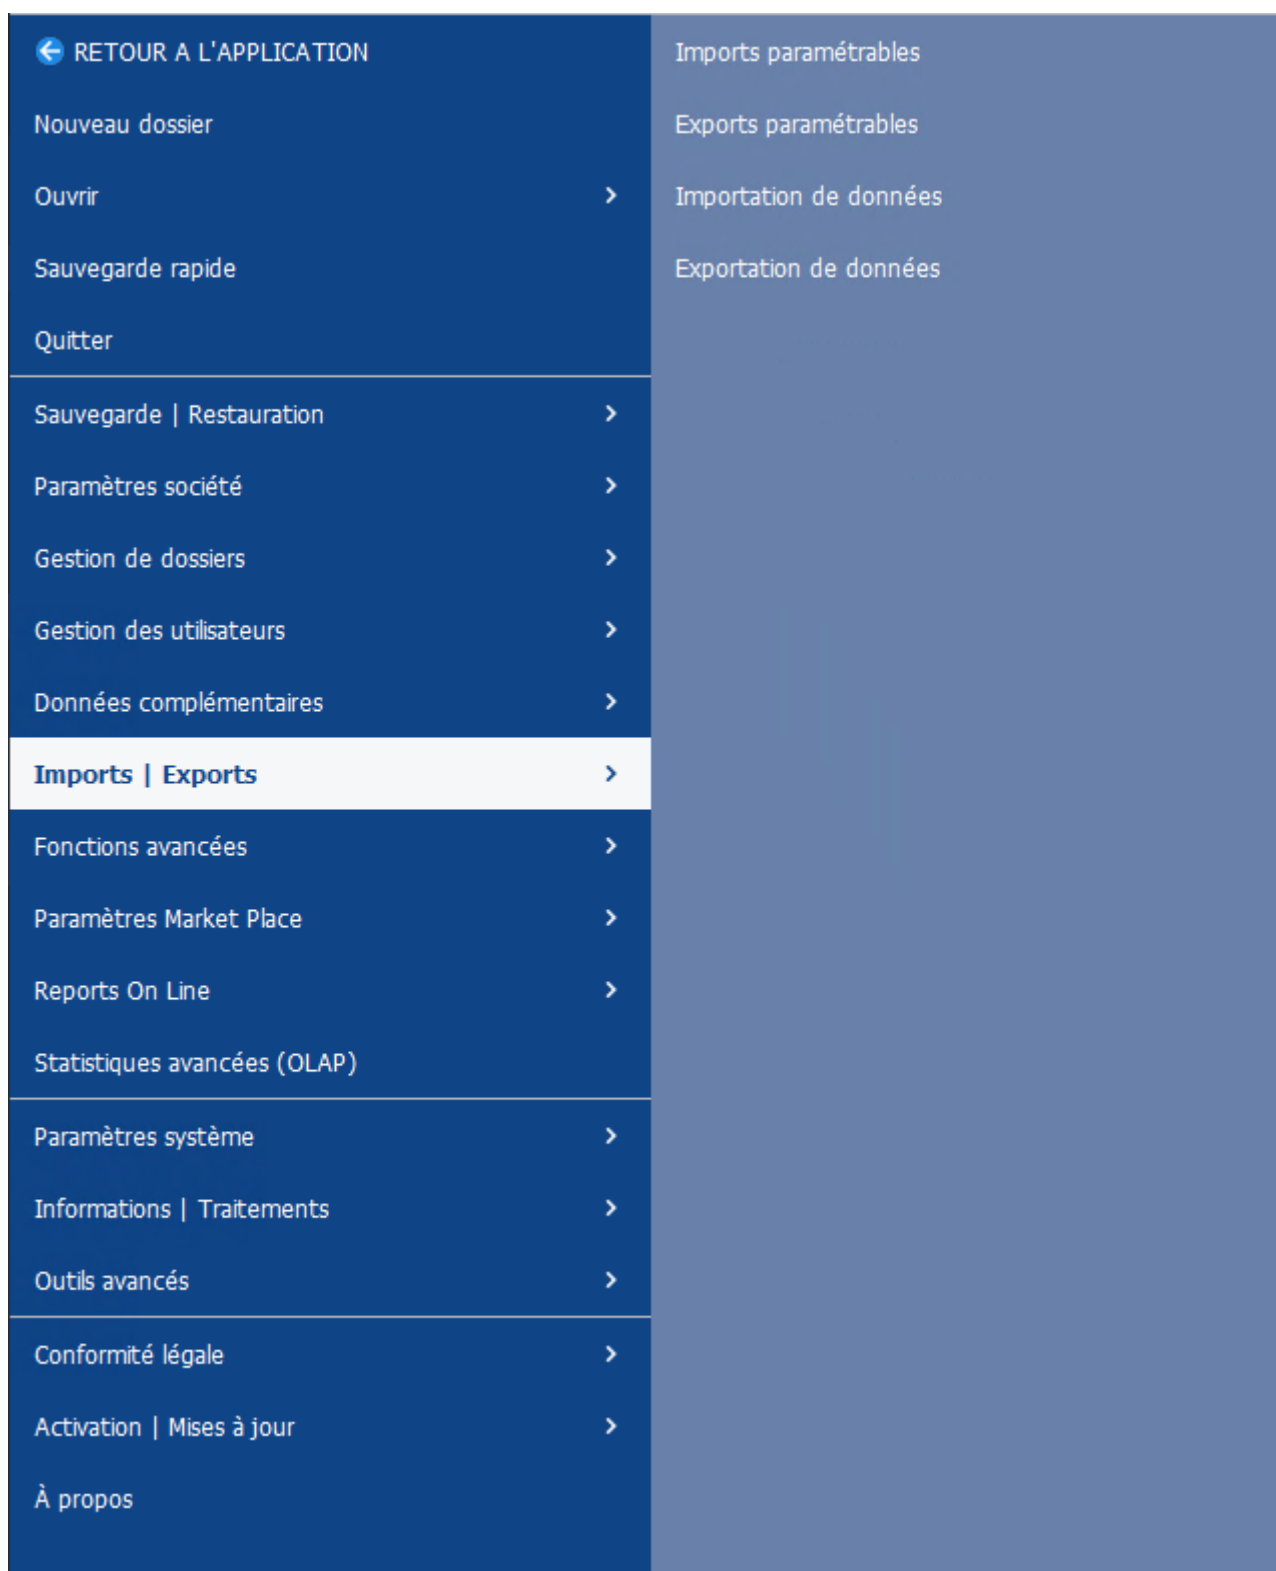 RETOUR A L'APPLICATION
Nouveau dossier
Ouvrir
Sauvegarde rapide
Quitter
Sauvegarde | Restauration
Paramètres société
Gestion de dossiers
Gestion des utilisateurs
Données complémentaires
Imports | Exports
Fonctions avancées
Paramètres Market Place
Reports On Line
Statistiques avancées (OLAP)
Paramètres système
Informations | Traitements
Outils avancés
Conformité légale
Activation | Mises à jour
À propos
Imports paramétrables
Exports paramétrables
Importation de données
Exportation de données